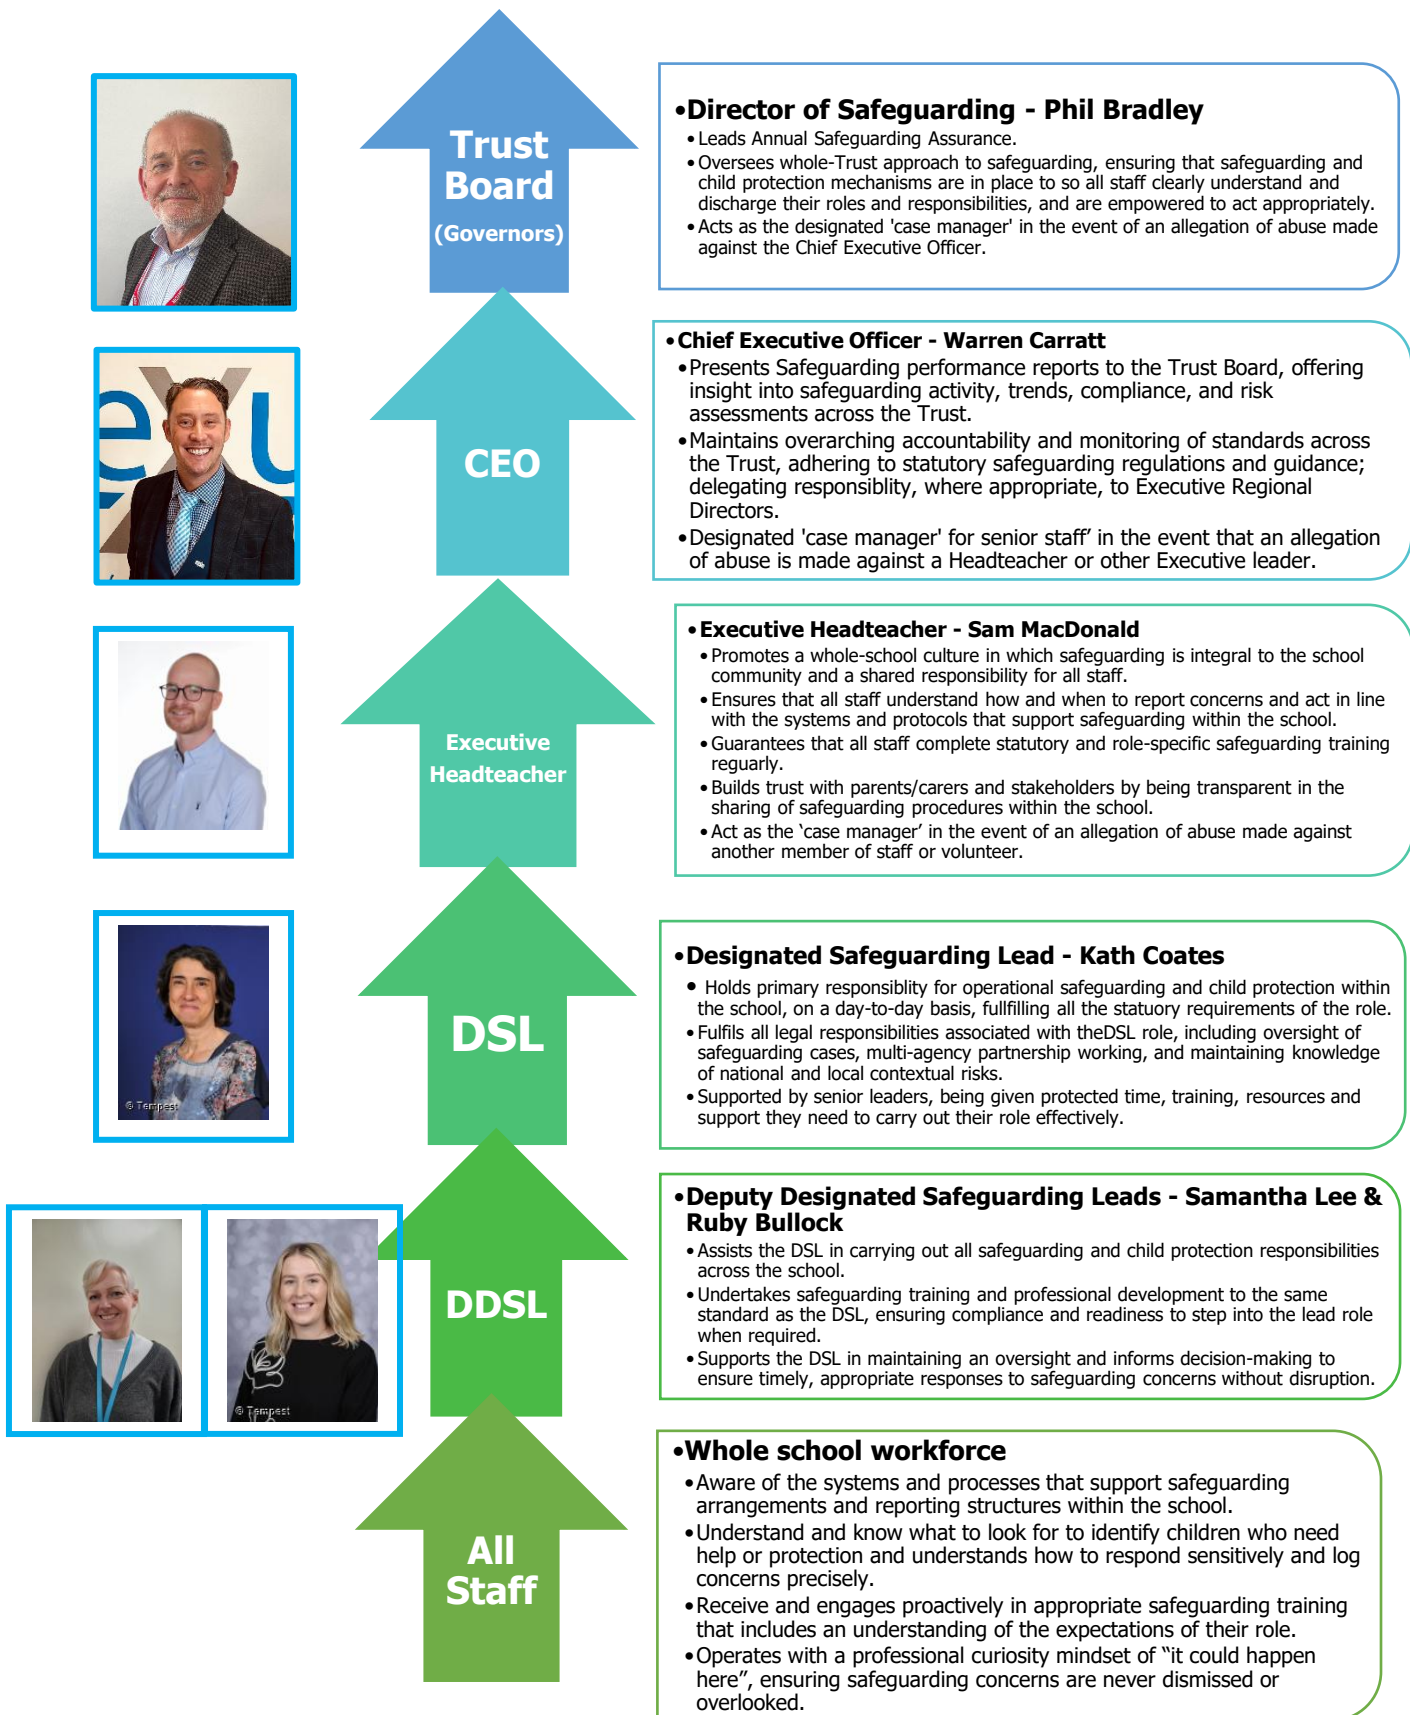 Trust
Board
(Governors)
•Director of Safeguarding - Phil Bradley
•Leads Annual Safeguarding Assurance.
•Oversees whole-Trust approach to safeguarding, ensuring that safeguarding and
child protection mechanisms are in place to so all staff clearly understand and
discharge their roles and responsibilities, and are empowered to act appropriately.
•Acts as the designated 'case manager' in the event of an allegation of abuse made
against the Chief Executive Officer.
eXu
CEO
•Chief Executive Officer - Warren Carratt
•Presents Safeguarding performance reports to the Trust Board, offering
insight into safeguarding activity, trends, compliance, and risk
assessments across the Trust.
•Maintains overarching accountability and monitoring of standards across
the Trust, adhering to statutory safeguarding regulations and guidance;
delegating responsiblity, where appropriate, to Executive Regional
Directors.
•Designated 'case manager' for senior staff’ in the event that an allegation
of abuse is made against a Headteacher or other Executive leader.
Executive
Headteacher
•Executive Headteacher - Sam MacDonald
•Promotes a whole-school culture in which safeguarding is integral to the school
community and a shared responsibility for all staff.
•Ensures that all staff understand how and when to report concerns and act in line
with the systems and protocols that support safeguarding within the school.
•Guarantees that all staff complete statutory and role-specific safeguarding training
reguarly.
•Builds trust with parents/carers and stakeholders by being transparent in the
sharing of safeguarding procedures within the school.
•Act as the ‘case manager’ in the event of an allegation of abuse made against
another member of staff or volunteer.
© Tempest
DSL
•Designated Safeguarding Lead - Kath Coates
• Holds primary responsiblity for operational safeguarding and child protection within
the school, on a day-to-day basis, fullfilling all the statuory requirements of the role.
•Fulfils all legal responsibilities associated with theDSL role, including oversight of
safeguarding cases, multi-agency partnership working, and maintaining knowledge
of national and local contextual risks.
•Supported by senior leaders, being given protected time, training, resources and
support they need to carry out their role effectively.
© Tempest
DDSL
•Deputy Designated Safeguarding Leads - Samantha Lee &
Ruby Bullock
•Assists the DSL in carrying out all safeguarding and child protection responsibilities
across the school.
•Undertakes safeguarding training and professional development to the same
standard as the DSL, ensuring compliance and readiness to step into the lead role
when required.
•Supports the DSL in maintaining an oversight and informs decision-making to
ensure timely, appropriate responses to safeguarding concerns without disruption.
All
Staff
•Whole school workforce
•Aware of the systems and processes that support safeguarding
arrangements and reporting structures within the school.
•Understand and know what to look for to identify children who need
help or protection and understands how to respond sensitively and log
concerns precisely.
•Receive and engages proactively in appropriate safeguarding training
that includes an understanding of the expectations of their role.
•Operates with a professional curiosity mindset of “it could happen
here”, ensuring safeguarding concerns are never dismissed or
overlooked.